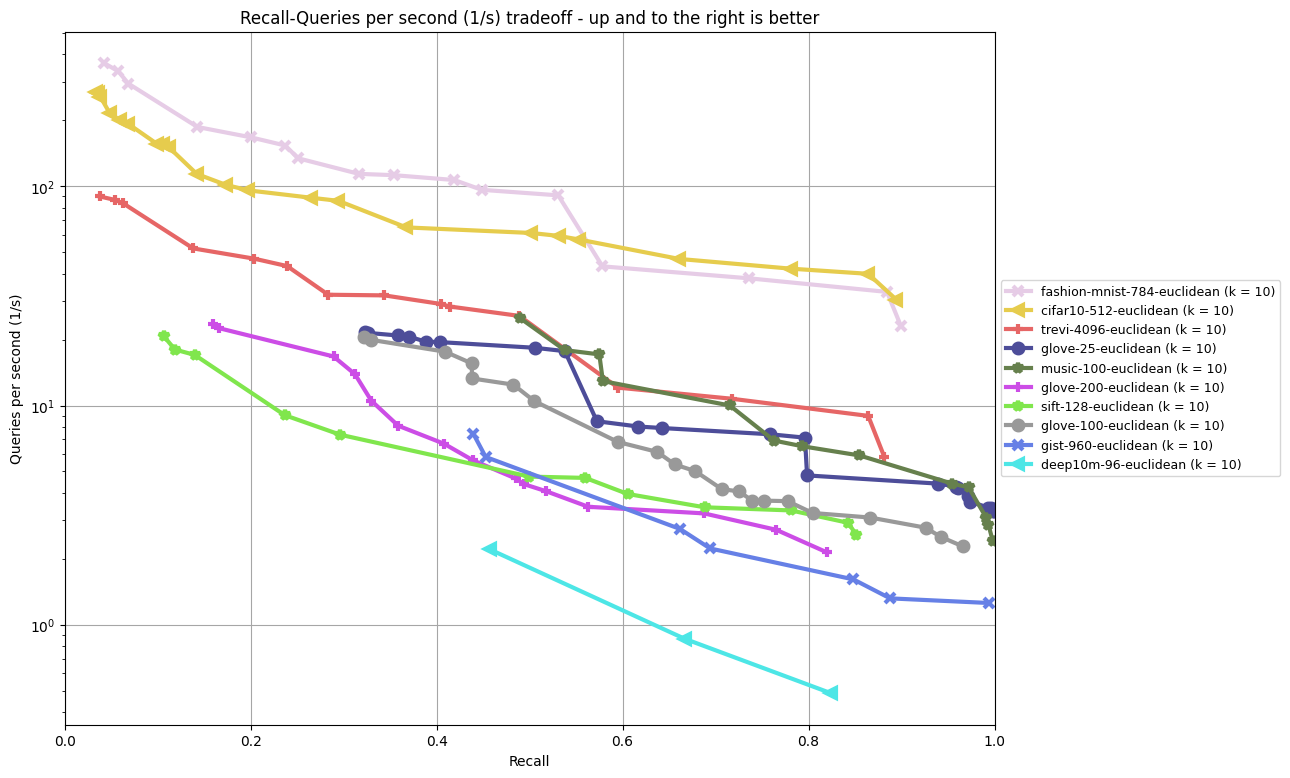 Recall-Queries per second (1/s) tradeoff - up and to the right is better
10²
10¹
10⁰
Queries per second (1/s)
0.0 0.2 0.4 0.6 0.8 1.0
Recall
fashion-mnist-784-euclidean (k = 10)
cifar10-512-euclidean (k = 10)
trevi-4096-euclidean (k = 10)
glove-25-euclidean (k = 10)
music-100-euclidean (k = 10)
glove-200-euclidean (k = 10)
sift-128-euclidean (k = 10)
glove-100-euclidean (k = 10)
gist-960-euclidean (k = 10)
deep10m-96-euclidean (k = 10)